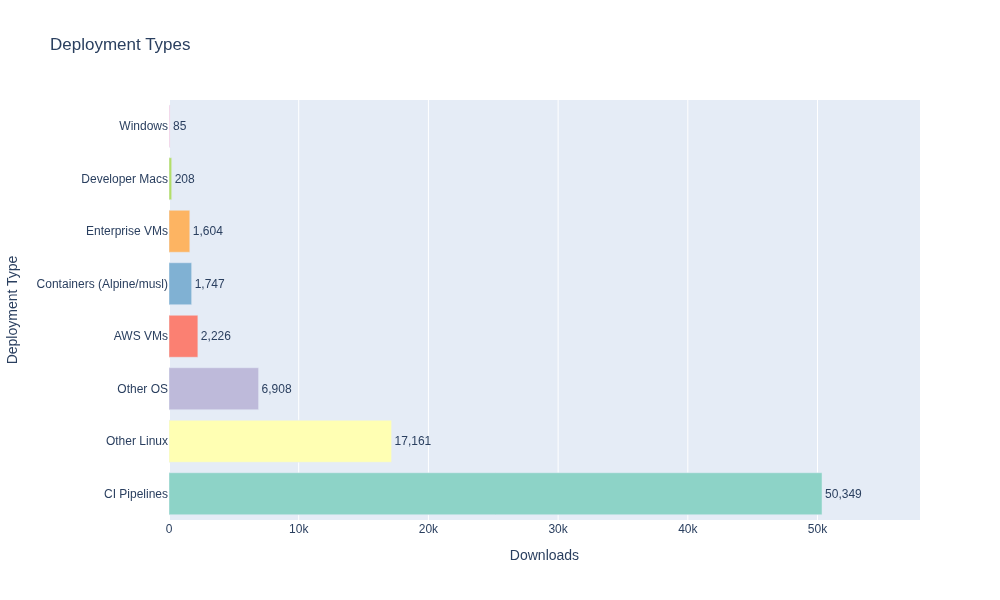 Deployment Types
Deployment Type
Windows 85
Developer Macs 208
Enterprise VMs 1,604
Containers (Alpine/musl) 1,747
AWS VMs 2,226
Other OS 6,908
Other Linux 17,161
CI Pipelines 50,349
0 10k 20k 30k 40k 50k
Downloads